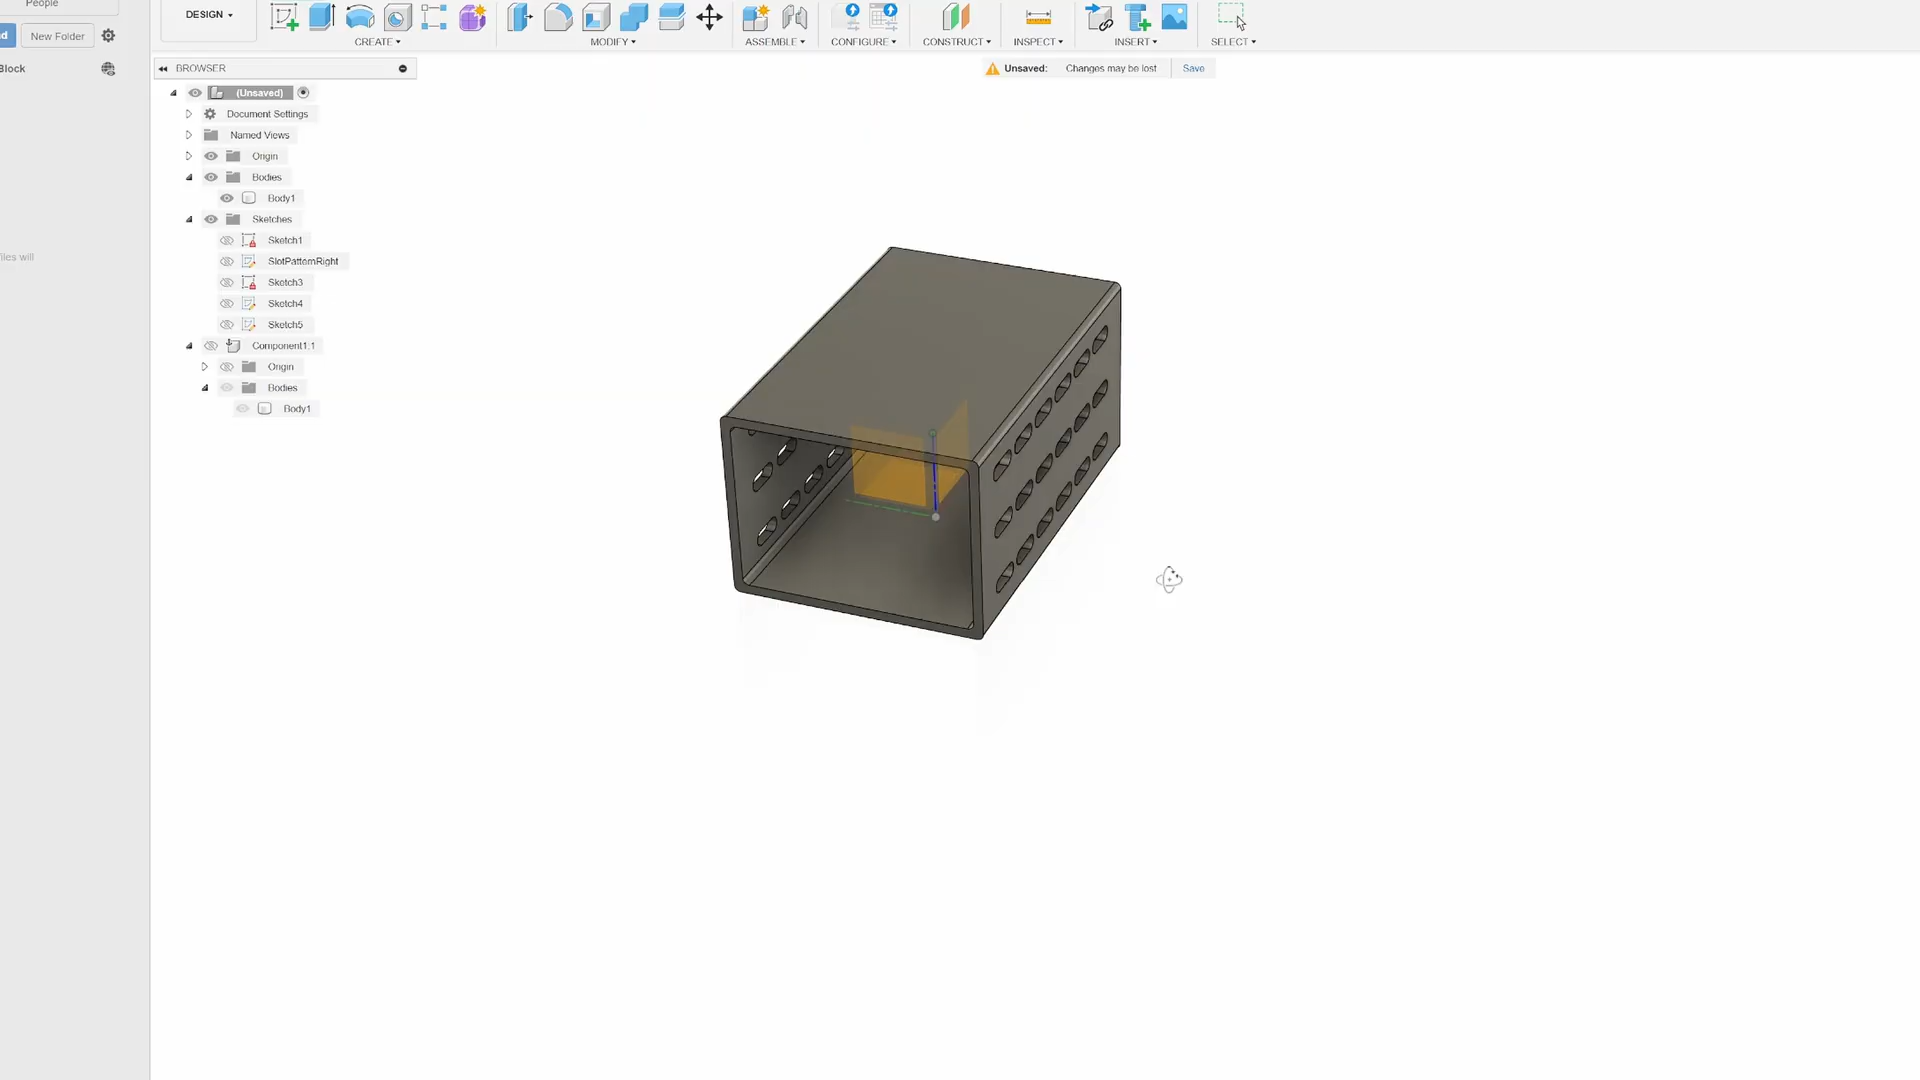 People
DESIGN
New Folder
CREATE
MODIFY
ASSEMBLE
CONFIGURE
CONSTRUCT
INSPECT
INSERT
SELECT
Block
BROWSER
Unsaved: Changes may be lost Save
(Unsaved)
Document Settings
Named Views
Origin
Bodies
Body1
Sketches
Sketch1
SlotPatternRight
Sketch3
Sketch4
Sketch5
Component1:1
Origin
Bodies
Body1
will